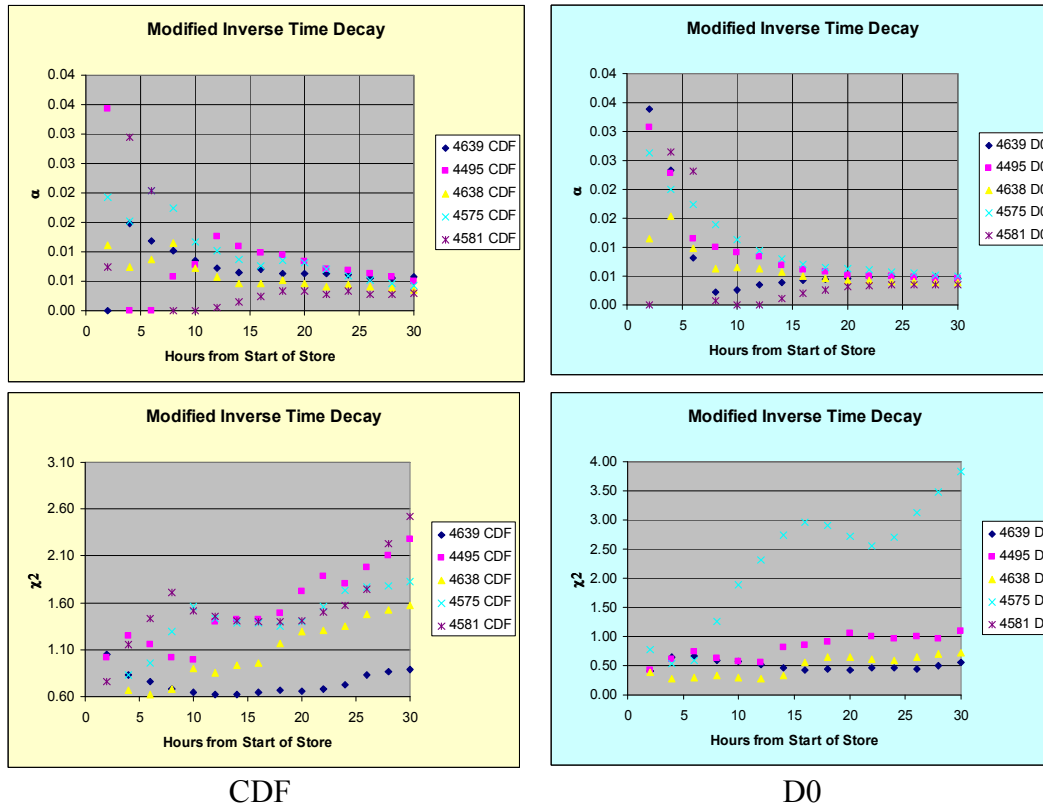 Modified Inverse Time Decay
α
0.04
0.04
0.03
0.03
0.02
0.02
0.01
0.01
0.00
0 5 10 15 20 25 30
Hours from Start of Store
4639 CDF
4495 CDF
4638 CDF
4575 CDF
4581 CDF
Modified Inverse Time Decay
α
0.04
0.04
0.03
0.03
0.02
0.02
0.01
0.01
0.00
0 5 10 15 20 25 30
Hours from Start of Store
4639 D0
4495 D0
4638 D0
4575 D0
4581 D0
Modified Inverse Time Decay
χ2
3.10
2.60
2.10
1.60
1.10
0.60
0 5 10 15 20 25 30
Hours from Start of Store
4639 CDF
4495 CDF
4638 CDF
4575 CDF
4581 CDF
Modified Inverse Time Decay
χ2
4.00
3.50
3.00
2.50
2.00
1.50
1.00
0.50
0.00
0 5 10 15 20 25 30
Hours from Start of Store
4639 D
4495 D
4638 D
4575 D
4581 D
CDF
D0